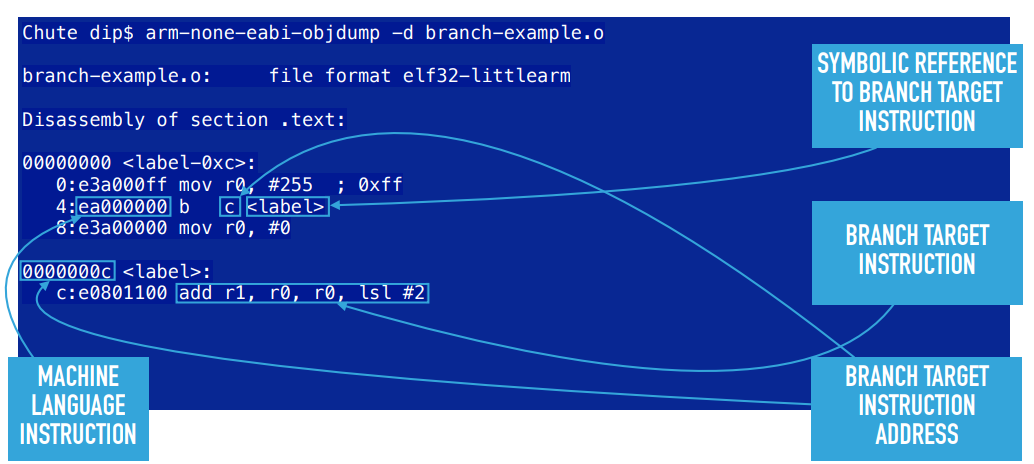 Chute dip$ arm-none-eabi-objdump -d branch-example.o
branch-example.o:     file format elf32-littlearm
Disassembly of section .text:
00000000 <label-0xc>:
0:e3a000ff mov r0, #255  ; 0xff
4:ea000000 b   c <label>
8:e3a00000 mov r0, #0
0000000c <label>:
c:e0801100 add r1, r0, r0, lsl #2
SYMBOLIC REFERENCE
TO BRANCH TARGET
INSTRUCTION
BRANCH TARGET
INSTRUCTION
MACHINE
LANGUAGE
INSTRUCTION
BRANCH TARGET
INSTRUCTION
ADDRESS